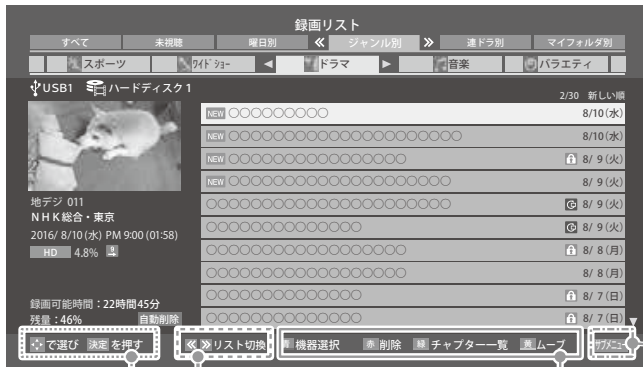 録画リスト
すべて 未視聴 曜日別 ≪ ジャンル別 ≫ 連ドラ別 マイフォルダ別
スポーツ ワイドショー ◀ ドラマ ▶ 音楽 バラエティ
USB1 ハードディスク1
2/30 新しい順
NEW ○○○○○○○○○ 8/10(水)
NEW ○○○○○○○○○○○○○○○○○○○○○ 8/10(水)
NEW ○○○○○○○○○○○○○○○○ 8/ 9(火)
NEW ○○○○○○○○○○○○○○○○○○○○ 8/ 9(火)
○○○○○○○○○○○○○○○○○○○○○○ 8/ 9(火)
○○○○○○○○○○○○○○ 8/ 9(火)
○○○○○○○○○○○○○○○○○○ 8/ 8(月)
○○○○○○○○○○○○○○○○○○ 8/ 8(月)
○○○○○○○○○○○○○○ 8/ 7(日)
○○○○○○○○○○○○○○ 8/ 7(日)
地デジ 011
NHK総合・東京
2016/ 8/10(水) PM 9:00 (01:58)
HD 4.8%
録画可能時間:22時間45分
残量:46% 自動削除
で選び 決定 を押す ≪ ≫ リスト切換 機器選択 赤 削除 緑 チャプター一覧 黄 ムーブ サブメニュー